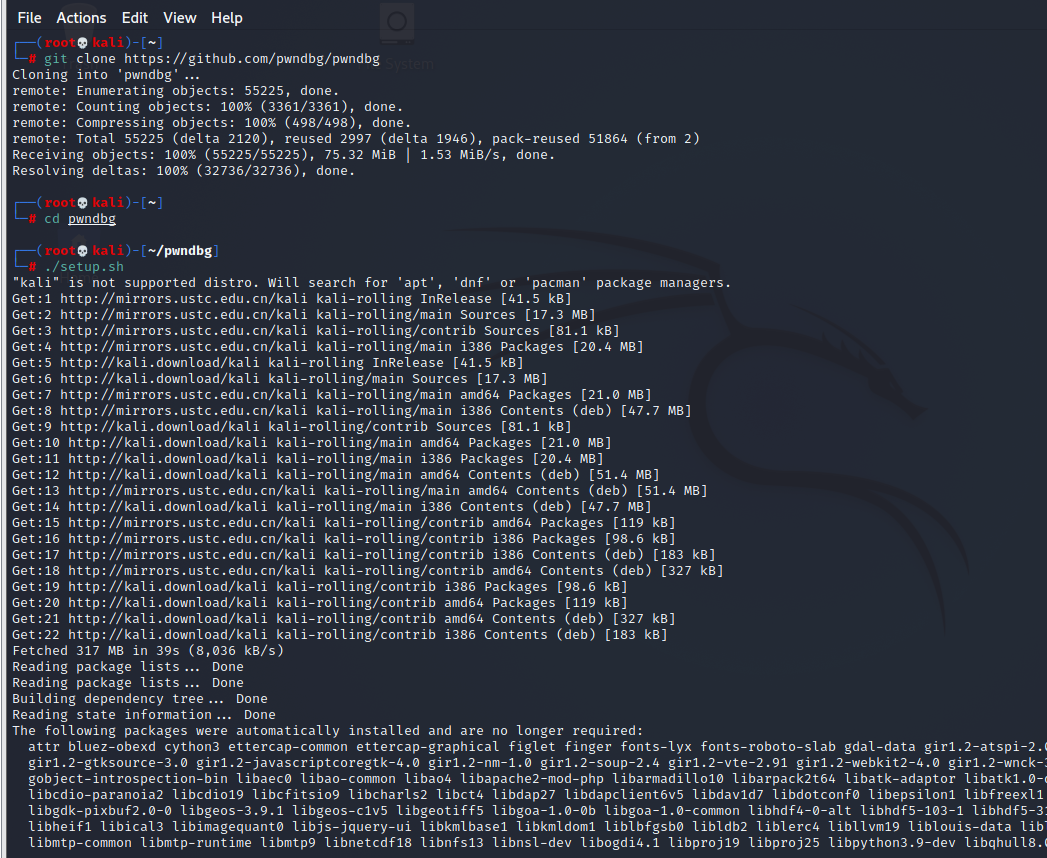 File Actions Edit View Help
┌──(root💀kali)-[~]
└─# git clone https://github.com/pwndbg/pwndbg
Cloning into 'pwndbg'...
remote: Enumerating objects: 55225, done.
remote: Counting objects: 100% (3361/3361), done.
remote: Compressing objects: 100% (498/498), done.
remote: Total 55225 (delta 2120), reused 2997 (delta 1946), pack-reused 51864 (from 2)
Receiving objects: 100% (55225/55225), 75.32 MiB | 1.53 MiB/s, done.
Resolving deltas: 100% (32736/32736), done.
┌──(root💀kali)-[~]
└─# cd pwndbg
┌──(root💀kali)-[~/pwndbg]
└─# ./setup.sh
"kali" is not supported distro. Will search for 'apt', 'dnf' or 'pacman' package managers.
Get:1 http://mirrors.ustc.edu.cn/kali kali-rolling InRelease [41.5 kB]
Get:2 http://mirrors.ustc.edu.cn/kali kali-rolling/main Sources [17.3 MB]
Get:3 http://mirrors.ustc.edu.cn/kali kali-rolling/contrib Sources [81.1 kB]
Get:4 http://mirrors.ustc.edu.cn/kali kali-rolling/main i386 Packages [20.4 MB]
Get:5 http://kali.download/kali kali-rolling InRelease [41.5 kB]
Get:6 http://kali.download/kali kali-rolling/main Sources [17.3 MB]
Get:7 http://mirrors.ustc.edu.cn/kali kali-rolling/main amd64 Packages [21.0 MB]
Get:8 http://mirrors.ustc.edu.cn/kali kali-rolling/main i386 Contents (deb) [47.7 MB]
Get:9 http://kali.download/kali kali-rolling/contrib Sources [81.1 kB]
Get:10 http://kali.download/kali kali-rolling/main amd64 Packages [21.0 MB]
Get:11 http://kali.download/kali kali-rolling/main i386 Packages [20.4 MB]
Get:12 http://kali.download/kali kali-rolling/main amd64 Contents (deb) [51.4 MB]
Get:13 http://mirrors.ustc.edu.cn/kali kali-rolling/main amd64 Contents (deb) [51.4 MB]
Get:14 http://kali.download/kali kali-rolling/main i386 Contents (deb) [47.7 MB]
Get:15 http://mirrors.ustc.edu.cn/kali kali-rolling/contrib amd64 Packages [119 kB]
Get:16 http://mirrors.ustc.edu.cn/kali kali-rolling/contrib i386 Packages [98.6 kB]
Get:17 http://mirrors.ustc.edu.cn/kali kali-rolling/contrib i386 Contents (deb) [183 kB]
Get:18 http://mirrors.ustc.edu.cn/kali kali-rolling/contrib amd64 Contents (deb) [327 kB]
Get:19 http://kali.download/kali kali-rolling/contrib i386 Packages [98.6 kB]
Get:20 http://kali.download/kali kali-rolling/contrib amd64 Packages [119 kB]
Get:21 http://kali.download/kali kali-rolling/contrib amd64 Contents (deb) [327 kB]
Get:22 http://kali.download/kali kali-rolling/contrib i386 Contents (deb) [183 kB]
Fetched 317 MB in 39s (8,036 kB/s)
Reading package lists... Done
Reading package lists... Done
Building dependency tree... Done
Reading state information... Done
The following packages were automatically installed and are no longer required:
attr bluez-obexd cython3 ettercap-common ettercap-graphical figlet finger fonts-lyx fonts-roboto-slab gdal-data gir1.2-atspi-2.0
gir1.2-gtksource-3.0 gir1.2-javascriptcoregtk-4.0 gir1.2-nm-1.0 gir1.2-soup-2.4 gir1.2-vte-2.91 gir1.2-webkit2-4.0 gir1.2-wnck-3
gobject-introspection-bin libaec0 libao-common libao4 libapache2-mod-php libarmadillo10 libarpack2t64 libatk-adaptor libatk1.0-
libcdio-paranoia2 libcdio19 libcfitsio9 libcharls2 libct4 libdap27 libdapclient6v5 libdav1d7 libdotconf0 libepsilon1 libfreexl1
libgdk-pixbuf2.0-0 libgeos-3.9.1 libgeos-c1v5 libgeotiff5 libgoa-1.0-0b libgoa-1.0-common libhdf4-0-alt libhdf5-103-1 libhdf5-3
libheif1 libical3 libimagequant0 libjs-jquery-ui libkmlbase1 libkmldom1 liblbfgsb0 libldb2 liblerc4 libllvm19 liblouis-data
libmtp-common libmtp-runtime libmtp9 libnetcdf18 libnfs13 libnsl-dev libogdi4.1 libproj19 libproj25 libpython3.9-dev libqhull8.